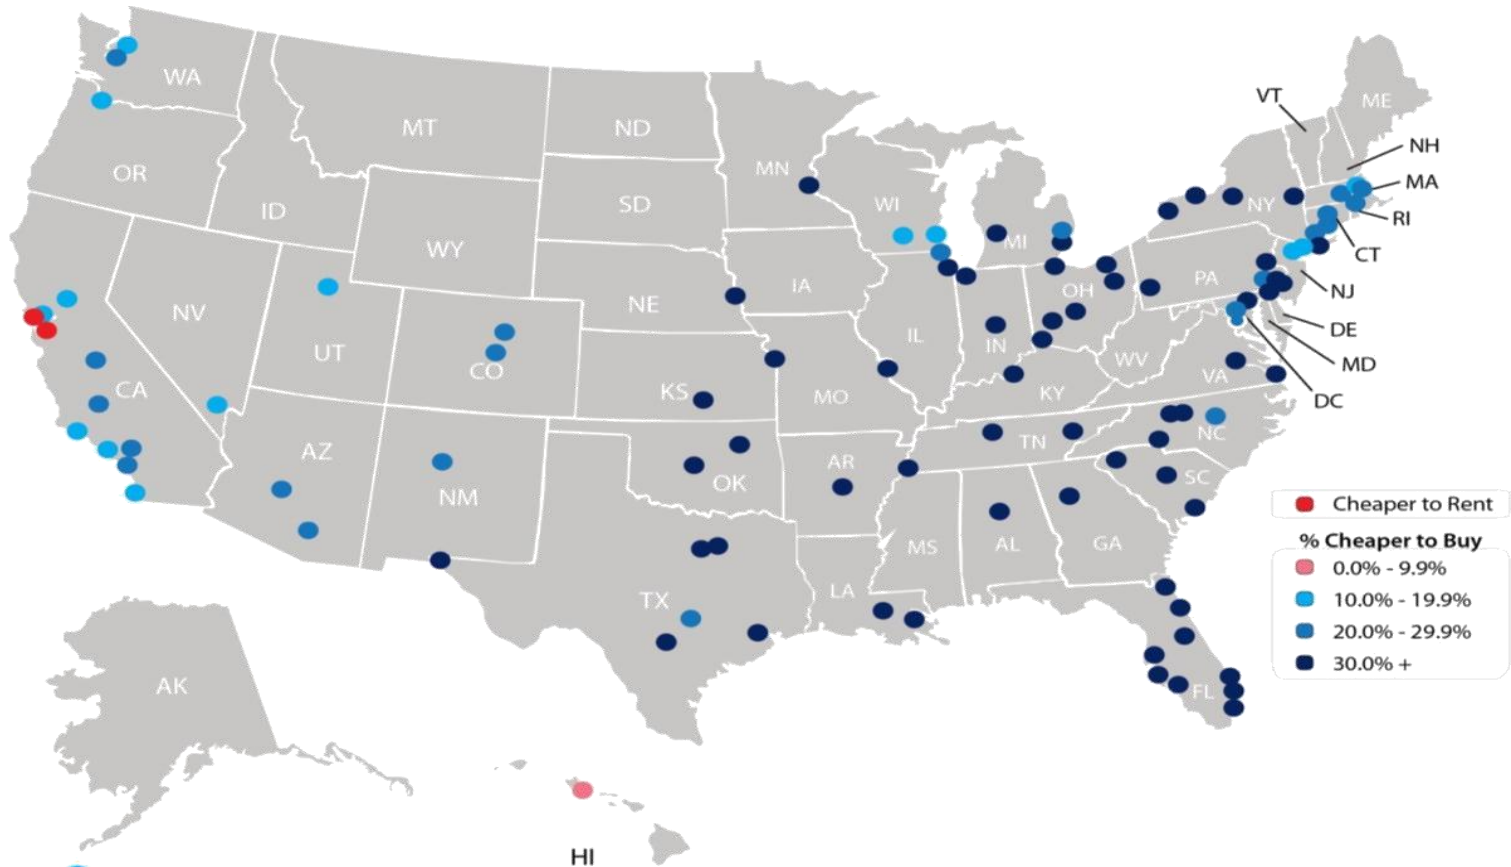 WA
MT
ND
MN
VT
ME
OR
ID
SD
WI
NH
MA
NY
RI
WY
MI
CT
IA
PA
NV
NE
OH
NJ
UT
IL
IN
DE
CO
WV
MD
CA
KS
MO
KY
VA
DC
AZ
TN
NC
NM
OK
AR
SC
TX
LA
MS
AL
GA
FL
AK
HI
Cheaper to Rent
% Cheaper to Buy
0.0% - 9.9%
10.0% - 19.9%
20.0% - 29.9%
30.0% +